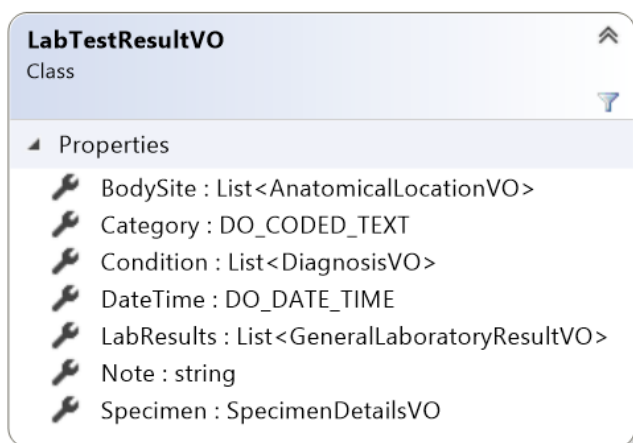 LabTestResultVO
Class
Properties
BodySite : List<AnatomicalLocationVO>
Category : DO_CODED_TEXT
Condition : List<DiagnosisVO>
DateTime : DO_DATE_TIME
LabResults : List<GeneralLaboratoryResultVO>
Note : string
Specimen : SpecimenDetailsVO